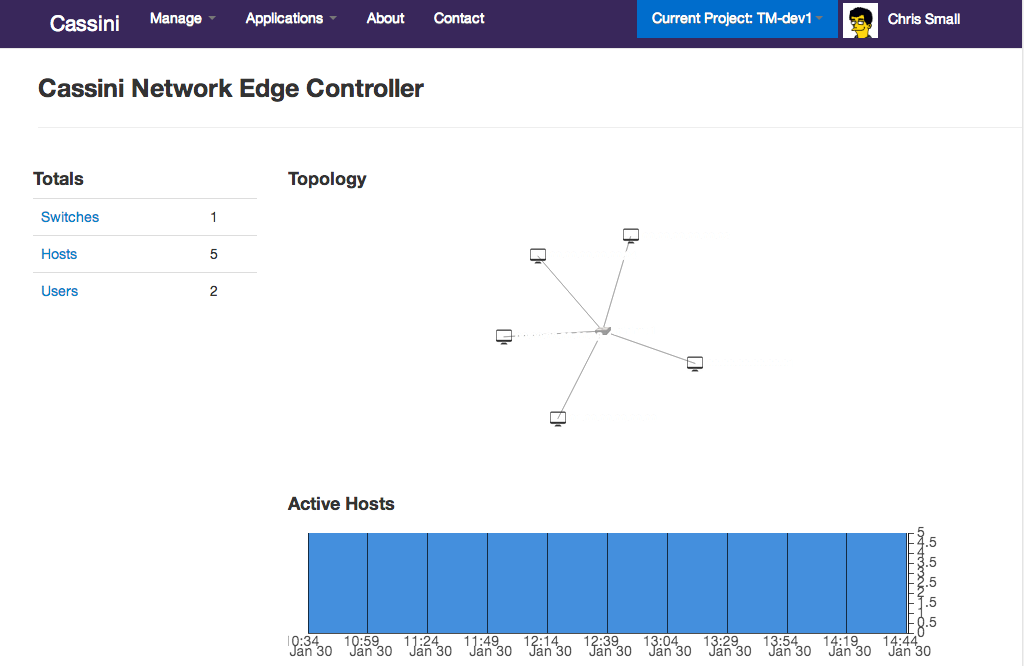 Cassini Manage Applications About Contact Current Project: TM-dev1 Chris Small
Cassini Network Edge Controller
Totals
Switches 1
Hosts 5
Users 2
Topology
Active Hosts
5
4.5
4
3.5
3
2.5
2
1.5
1
0.5
0
0:34 10:59 11:24 11:49 12:14 12:39 13:04 13:29 13:54 14:19 14:44
Jan 30 Jan 30 Jan 30 Jan 30 Jan 30 Jan 30 Jan 30 Jan 30 Jan 30 Jan 30 Jan 30